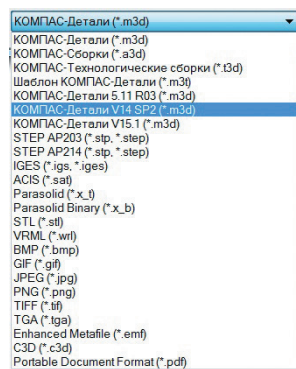 КОМПАС-Детали (*.m3d)
КОМПАС-Детали (*.m3d)
КОМПАС-Сборки (*.a3d)
КОМПАС-Технологические сборки (*.t3d)
Шаблон КОМПАС-Детали (*.m3t)
КОМПАС-Детали 5.11 R03 (*.m3d)
КОМПАС-Детали V14 SP2 (*.m3d)
КОМПАС-Детали V15.1 (*.m3d)
STEP AP203 (*.stp, *.step)
STEP AP214 (*.stp, *.step)
IGES (*.igs, *.iges)
ACIS (*.sat)
Parasolid (*.x_t)
Parasolid Binary (*.x_b)
STL (*.stl)
VRML (*.wrl)
BMP (*.bmp)
GIF (*.gif)
JPEG (*.jpg)
PNG (*.png)
TIFF (*.tif)
TGA (*.tga)
Enhanced Metafile (*.emf)
C3D (*.c3d)
Portable Document Format (*.pdf)